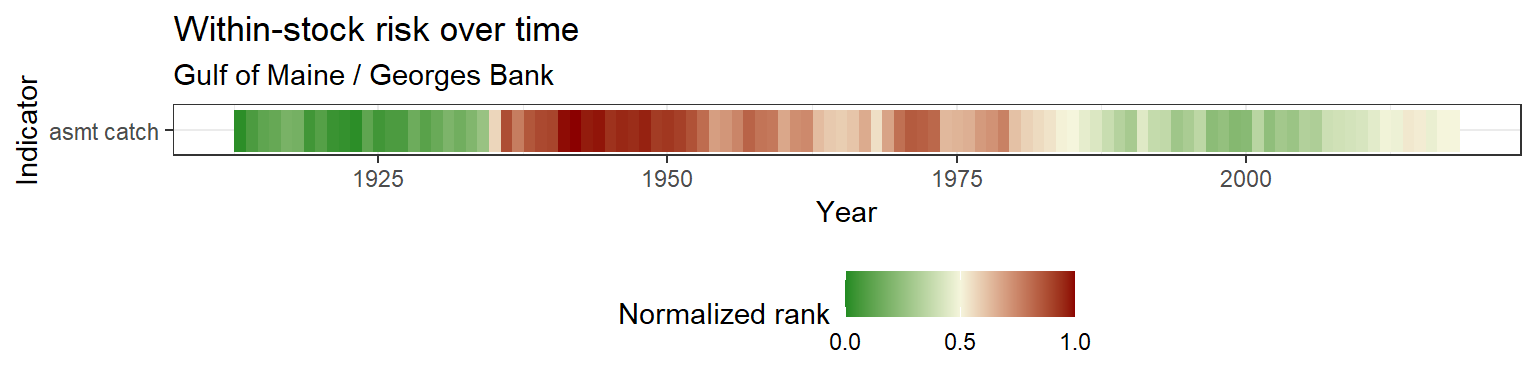 Within-stock risk over time
Gulf of Maine / Georges Bank
Indicator
asmt catch
1925 1950 1975 2000
Year
Normalized rank
0.0 0.5 1.0